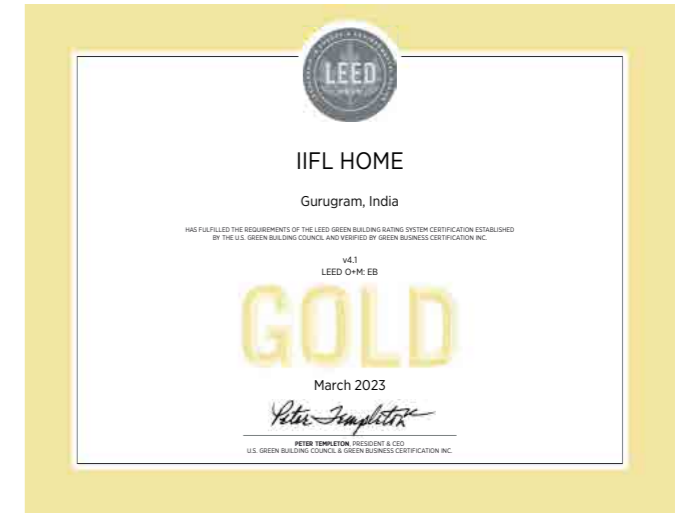 LEED
IIFL HOME
Gurugram, India
HAS FULFILLED THE REQUIREMENTS OF THE LEED GREEN BUILDING RATING SYSTEM CERTIFICATION ESTABLISHED
BY THE U.S. GREEN BUILDING COUNCIL AND VERIFIED BY GREEN BUSINESS CERTIFICATION INC.
v4.1
LEED O+M: EB
GOLD
March 2023
Peter Templeton
PETER TEMPLETON, PRESIDENT & CEO
U.S. GREEN BUILDING COUNCIL & GREEN BUSINESS CERTIFICATION INC.